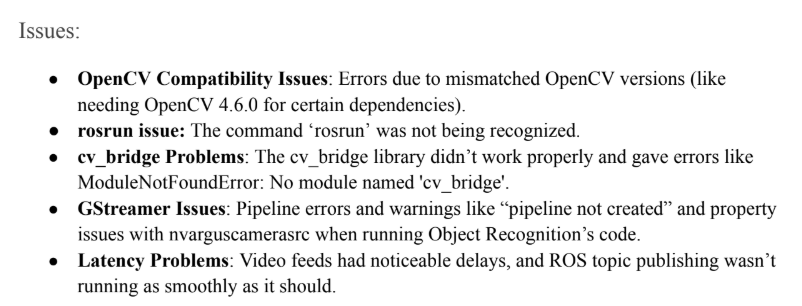 Issues:
● OpenCV Compatibility Issues: Errors due to mismatched OpenCV versions (like
needing OpenCV 4.6.0 for certain dependencies).
● rosrun issue: The command ‘rosrun’ was not being recognized.
● cv_bridge Problems: The cv_bridge library didn’t work properly and gave errors like
ModuleNotFoundError: No module named 'cv_bridge'.
● GStreamer Issues: Pipeline errors and warnings like “pipeline not created” and property
issues with nvarguscamerasrc when running Object Recognition’s code.
● Latency Problems: Video feeds had noticeable delays, and ROS topic publishing wasn’t
running as smoothly as it should.